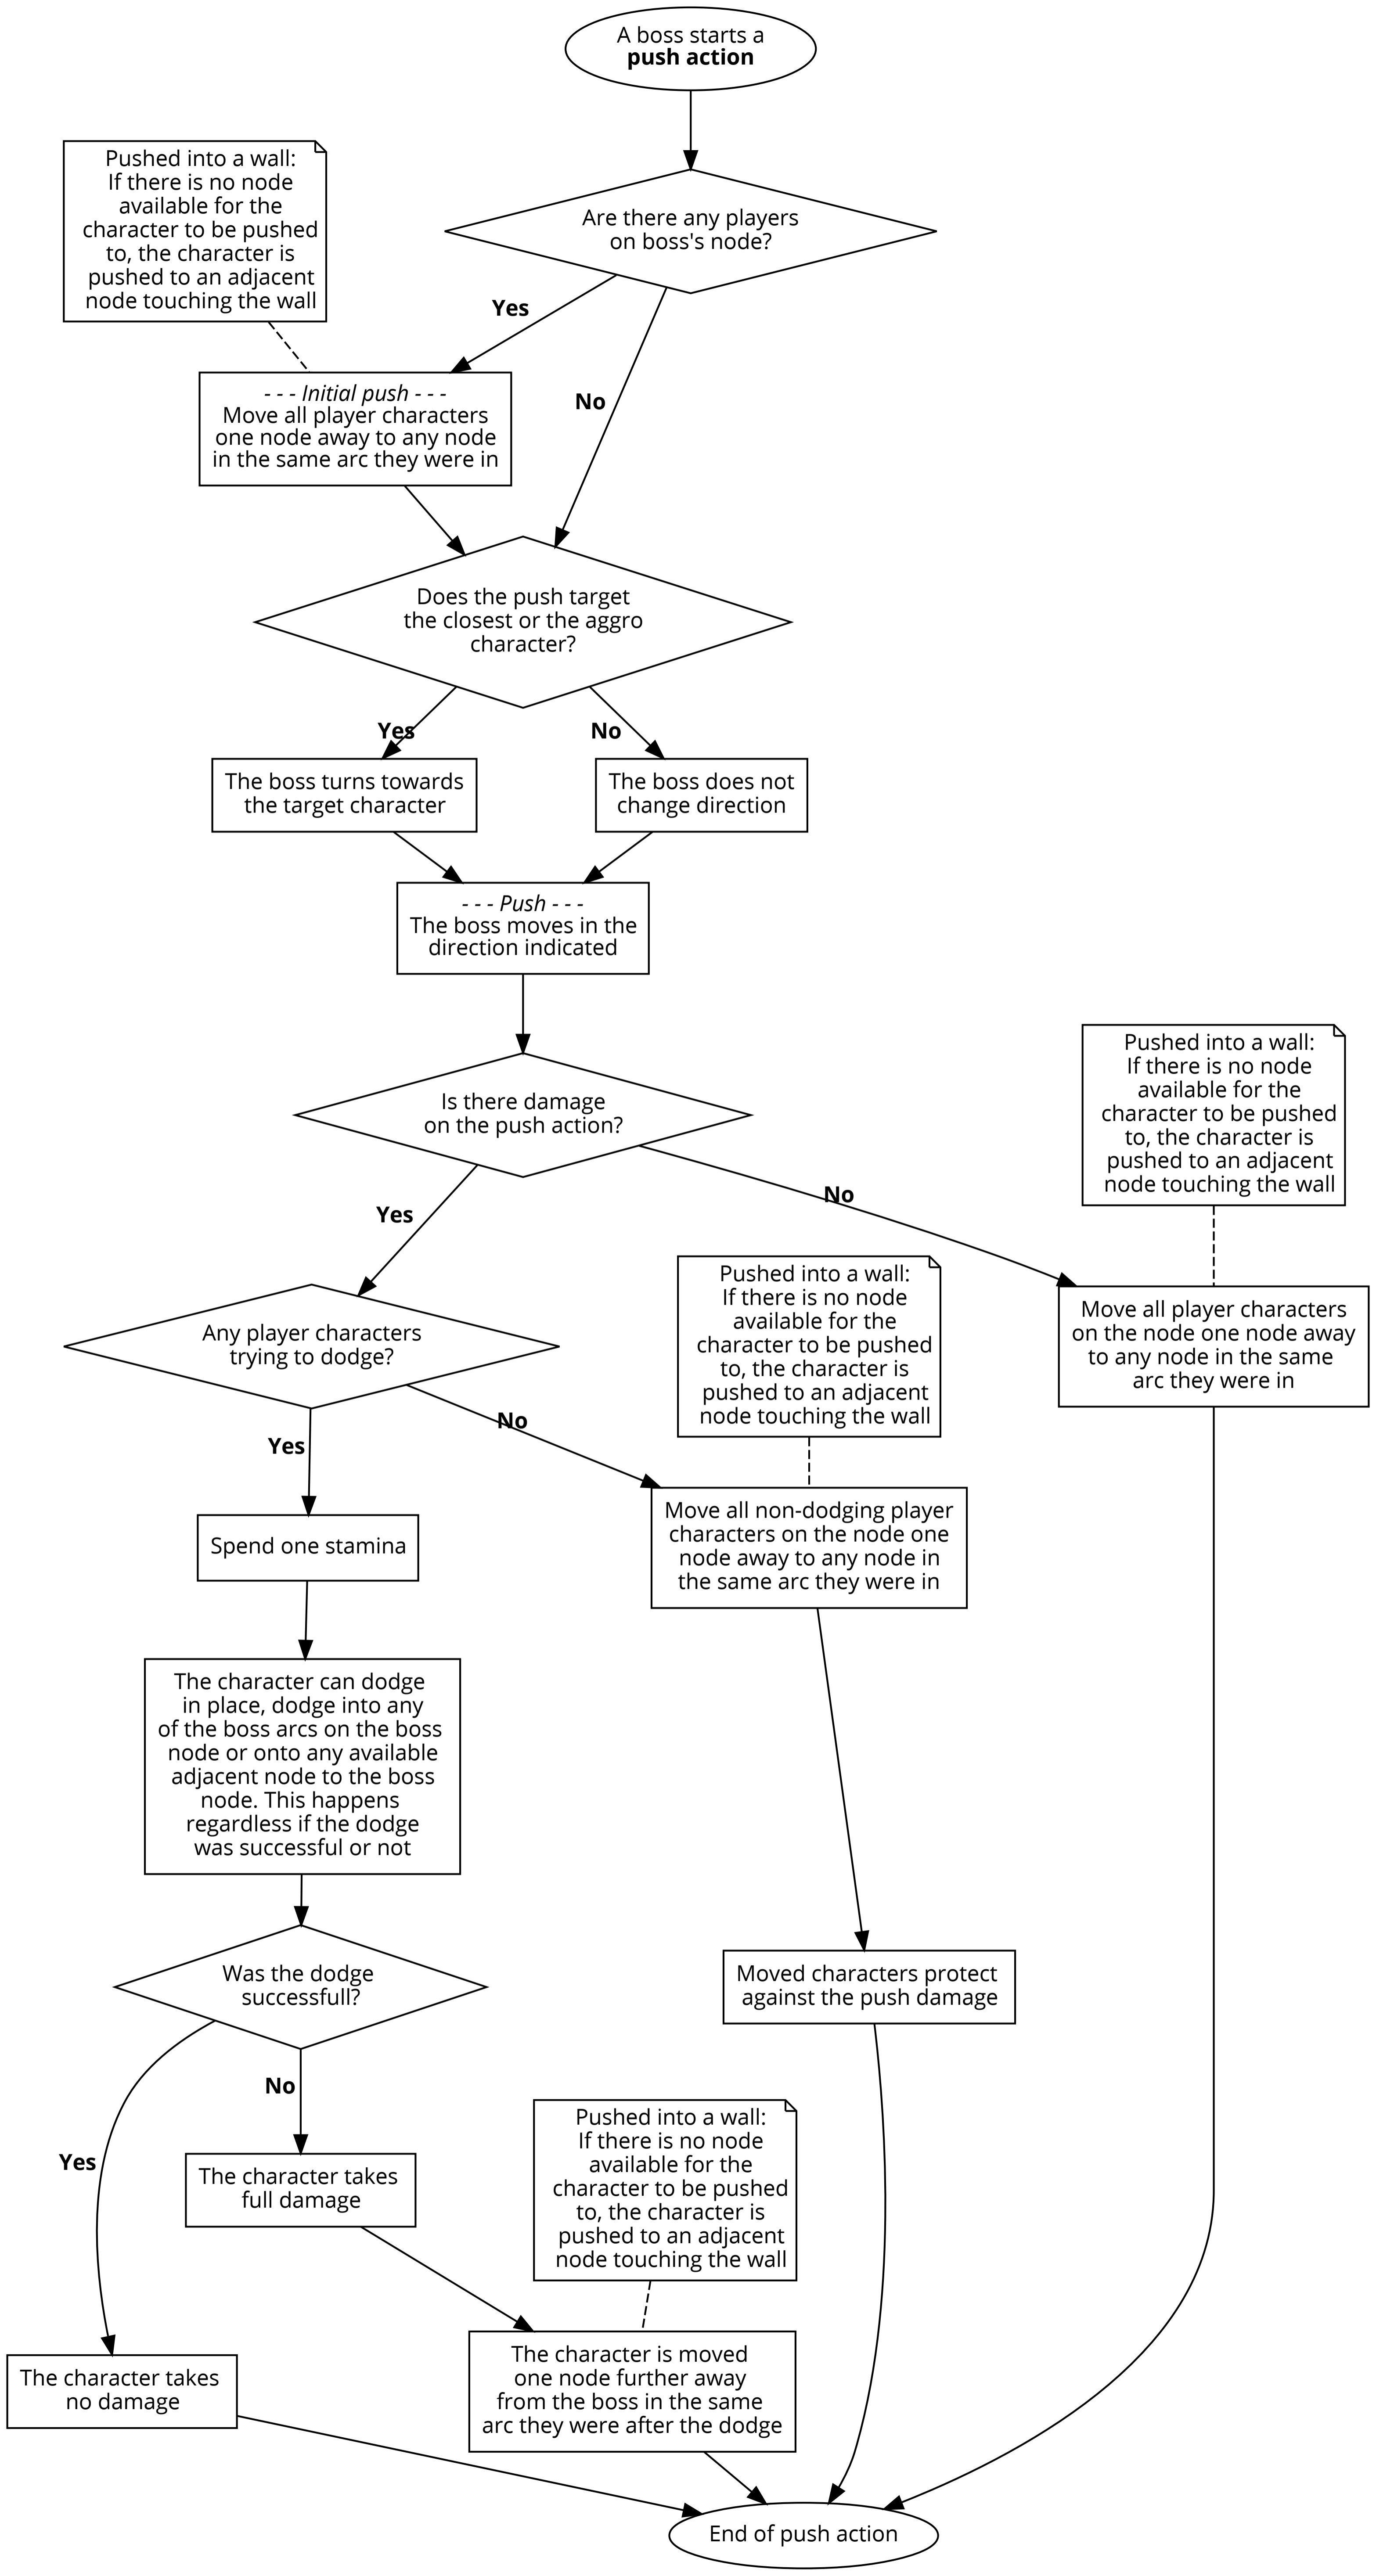 A boss starts a
push action
Pushed into a wall:
If there is no node
available for the
character to be pushed
to, the character is
pushed to an adjacent
node touching the wall
Are there any players
on boss's node?
Yes
No
- - - Initial push - - -
Move all player characters
one node away to any node
in the same arc they were in
Does the push target
the closest or the aggro
character?
Yes
No
The boss turns towards
the target character
The boss does not
change direction
- - - Push - - -
The boss moves in the
direction indicated
Is there damage
on the push action?
Yes
No
Pushed into a wall:
If there is no node
available for the
character to be pushed
to, the character is
pushed to an adjacent
node touching the wall
Move all player characters
on the node one node away
to any node in the same
arc they were in
Any player characters
trying to dodge?
Yes
No
Pushed into a wall:
If there is no node
available for the
character to be pushed
to, the character is
pushed to an adjacent
node touching the wall
Move all non-dodging player
characters on the node one
node away to any node in
the same arc they were in
Spend one stamina
The character can dodge
in place, dodge into any
of the boss arcs on the boss
node or onto any available
adjacent node to the boss
node. This happens
regardless if the dodge
was successful or not
Was the dodge
successfull?
Moved characters protect
against the push damage
Yes
No
The character takes
full damage
Pushed into a wall:
If there is no node
available for the
character to be pushed
to, the character is
pushed to an adjacent
node touching the wall
The character takes
no damage
The character is moved
one node further away
from the boss in the same
arc they were after the dodge
End of push action